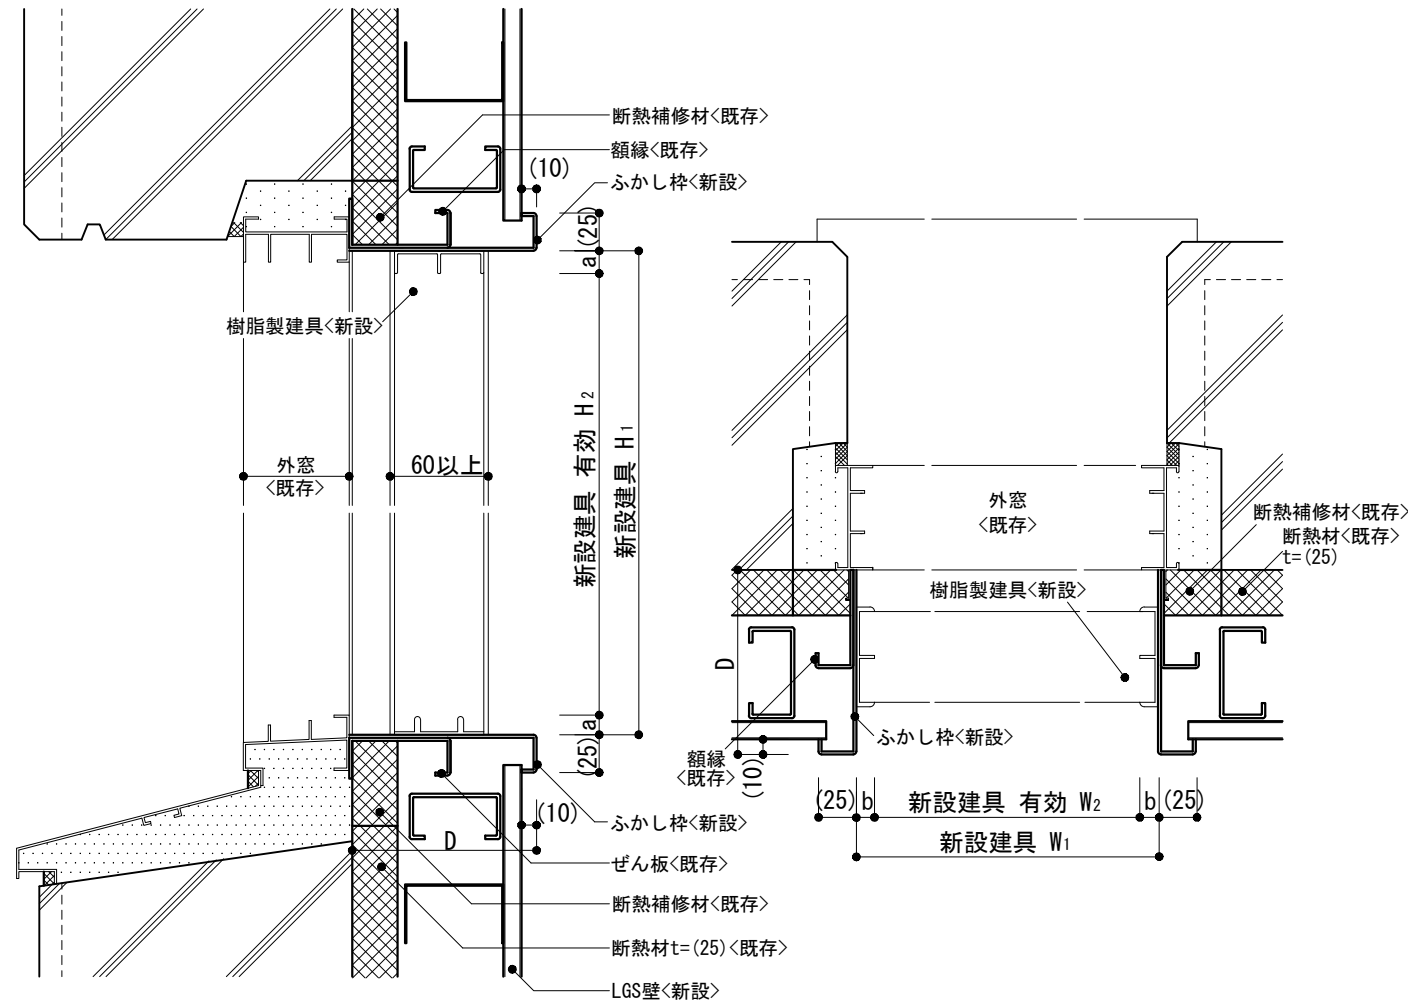 断熱補修材<既存>
額縁<既存>
(10)
ふかし枠<新設>
(25)
a
樹脂製建具<新設>
新設建具 有効 H2
新設建具 H1
外窓
<既存>
60以上
a
(25)
(10)
D
ふかし枠<新設>
ぜん板<既存>
断熱補修材<既存>
断熱材t=(25)<既存>
LGS壁<新設>
外窓
<既存>
断熱補修材<既存>
断熱材<既存>
t=(25)
樹脂製建具<新設>
D
ふかし枠<新設>
額縁
<既存>
(10)
(25)
b
新設建具 有効 W2
b
(25)
新設建具 W1